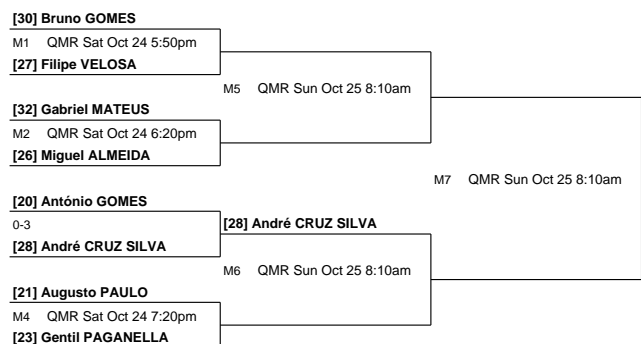 [30] Bruno GOMES
M1 QMR Sat Oct 24 5:50pm
[27] Filipe VELOSA
M5 QMR Sun Oct 25 8:10am
[32] Gabriel MATEUS
M2 QMR Sat Oct 24 6:20pm
[26] Miguel ALMEIDA
M7 QMR Sun Oct 25 8:10am
[20] António GOMES
0-3
[28] André CRUZ SILVA
[28] André CRUZ SILVA
M6 QMR Sun Oct 25 8:10am
[21] Augusto PAULO
M4 QMR Sat Oct 24 7:20pm
[23] Gentil PAGANELLA